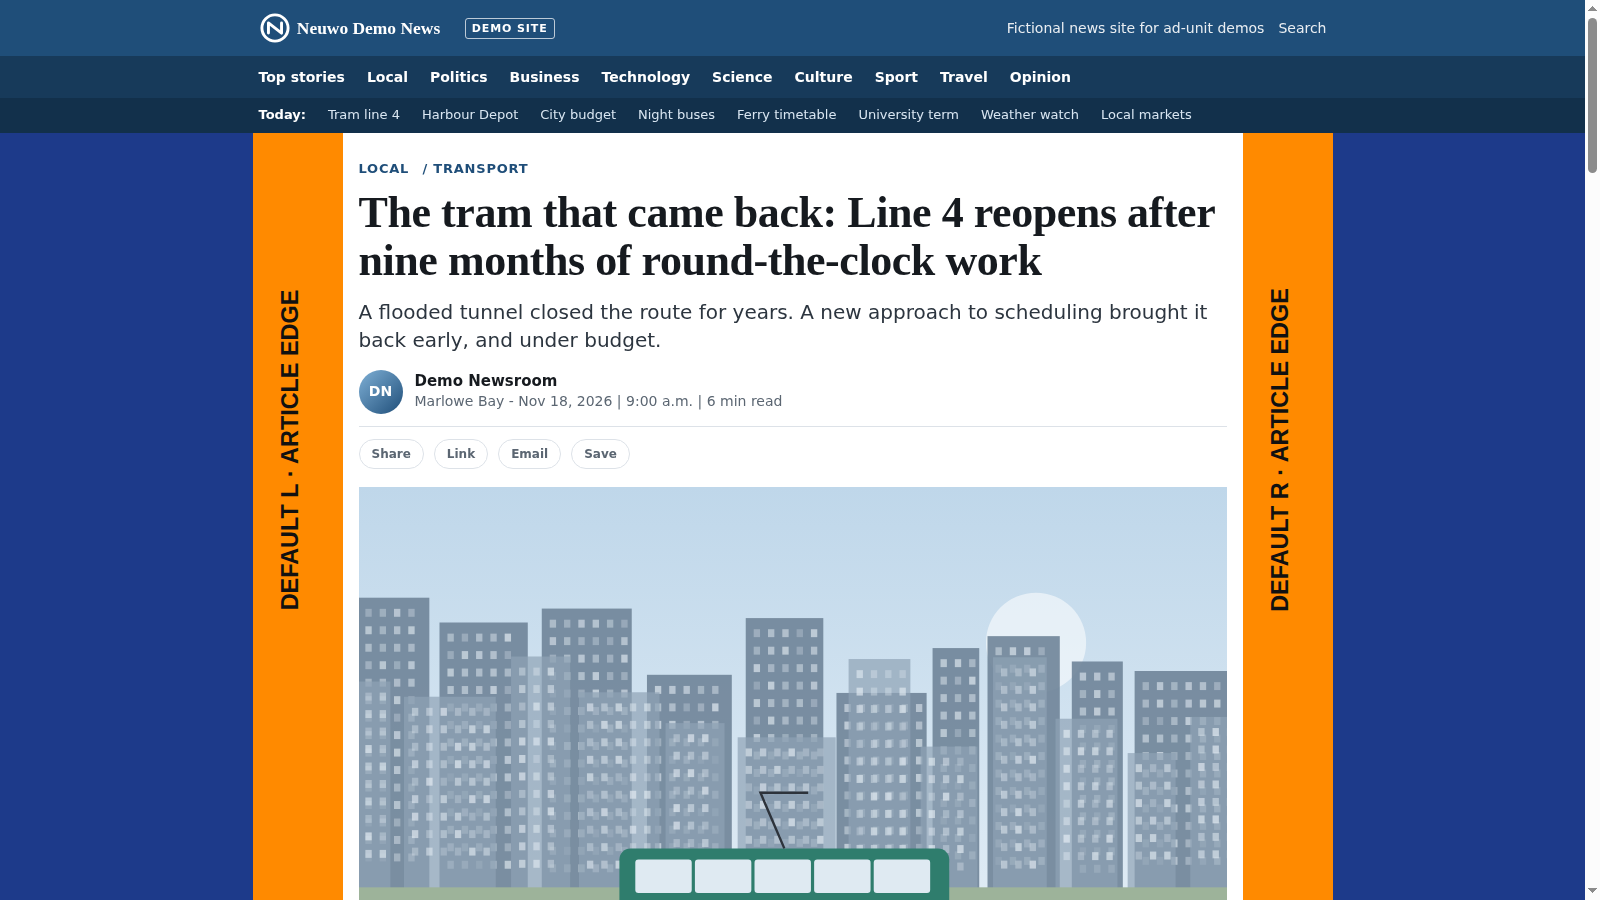 Neuwo Demo News
DEMO SITE
Fictional news site for ad-unit demos
Search
Top stories
Local
Politics
Business
Technology
Science
Culture
Sport
Travel
Opinion
Today:
Tram line 4
Harbour Depot
City budget
Night buses
Ferry timetable
University term
Weather watch
Local markets
DEFAULT L · ARTICLE EDGE
LOCAL / TRANSPORT
The tram that came back: Line 4 reopens after
nine months of round-the-clock work
A flooded tunnel closed the route for years. A new approach to scheduling brought it
back early, and under budget.
DN
Demo Newsroom
Marlowe Bay - Nov 18, 2026 | 9:00 a.m. | 6 min read
Share
Link
Email
Save
DEFAULT R · ARTICLE EDGE